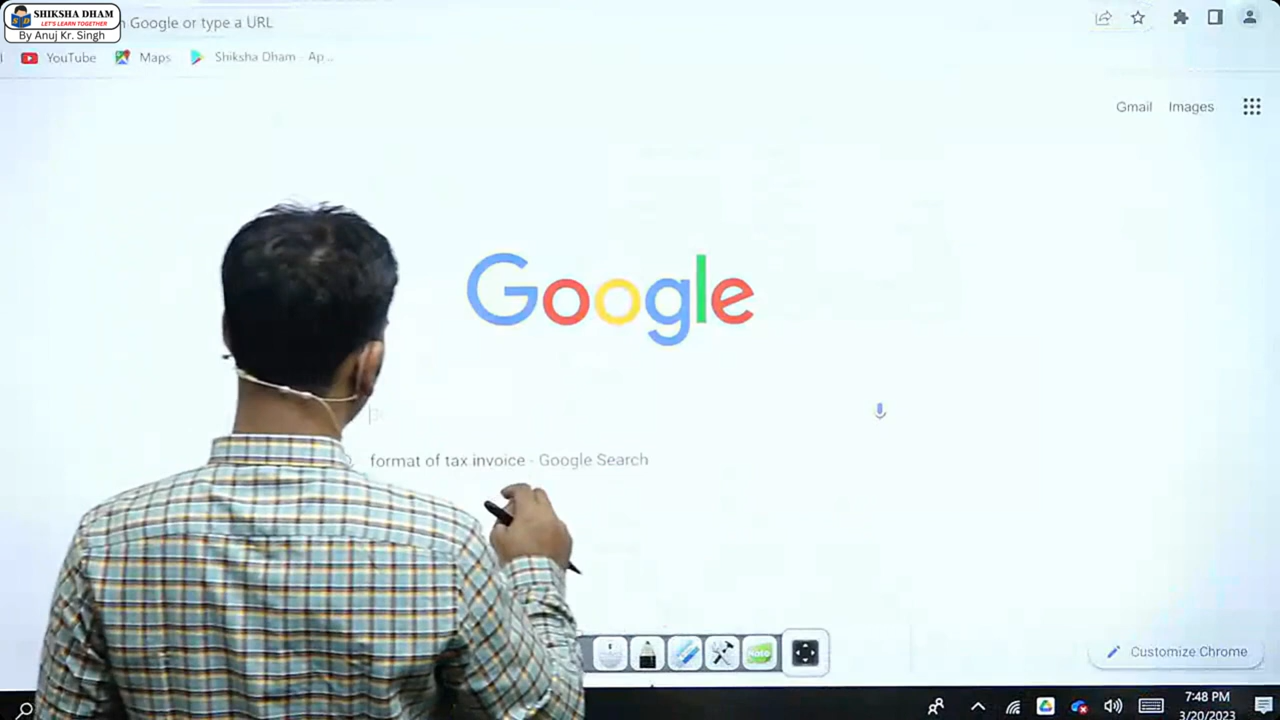 SHIKSHA DHAM
LET'S LEARN TOGETHER
By Anuj Kr. Singh
Google or type a URL
YouTube
Maps
Shiksha Dham - Ap...
Gmail
Images
Google
format of tax invoice - Google Search
Note
Customize Chrome
7:48 PM
3/20/2023